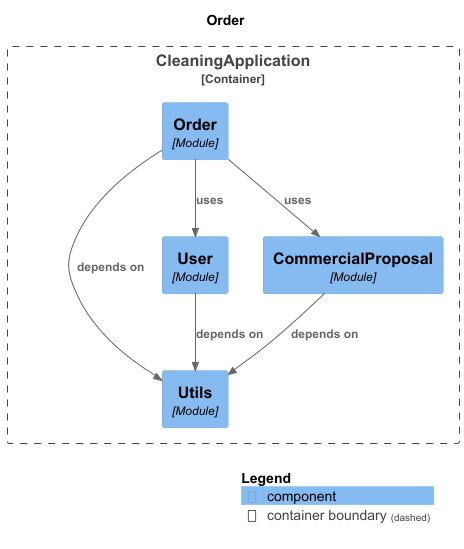 Order
CleaningApplication
[Container]
Order
[Module]
uses
uses
depends on
User
[Module]
CommercialProposal
[Module]
depends on
depends on
Utils
[Module]
Legend
component
container boundary (dashed)